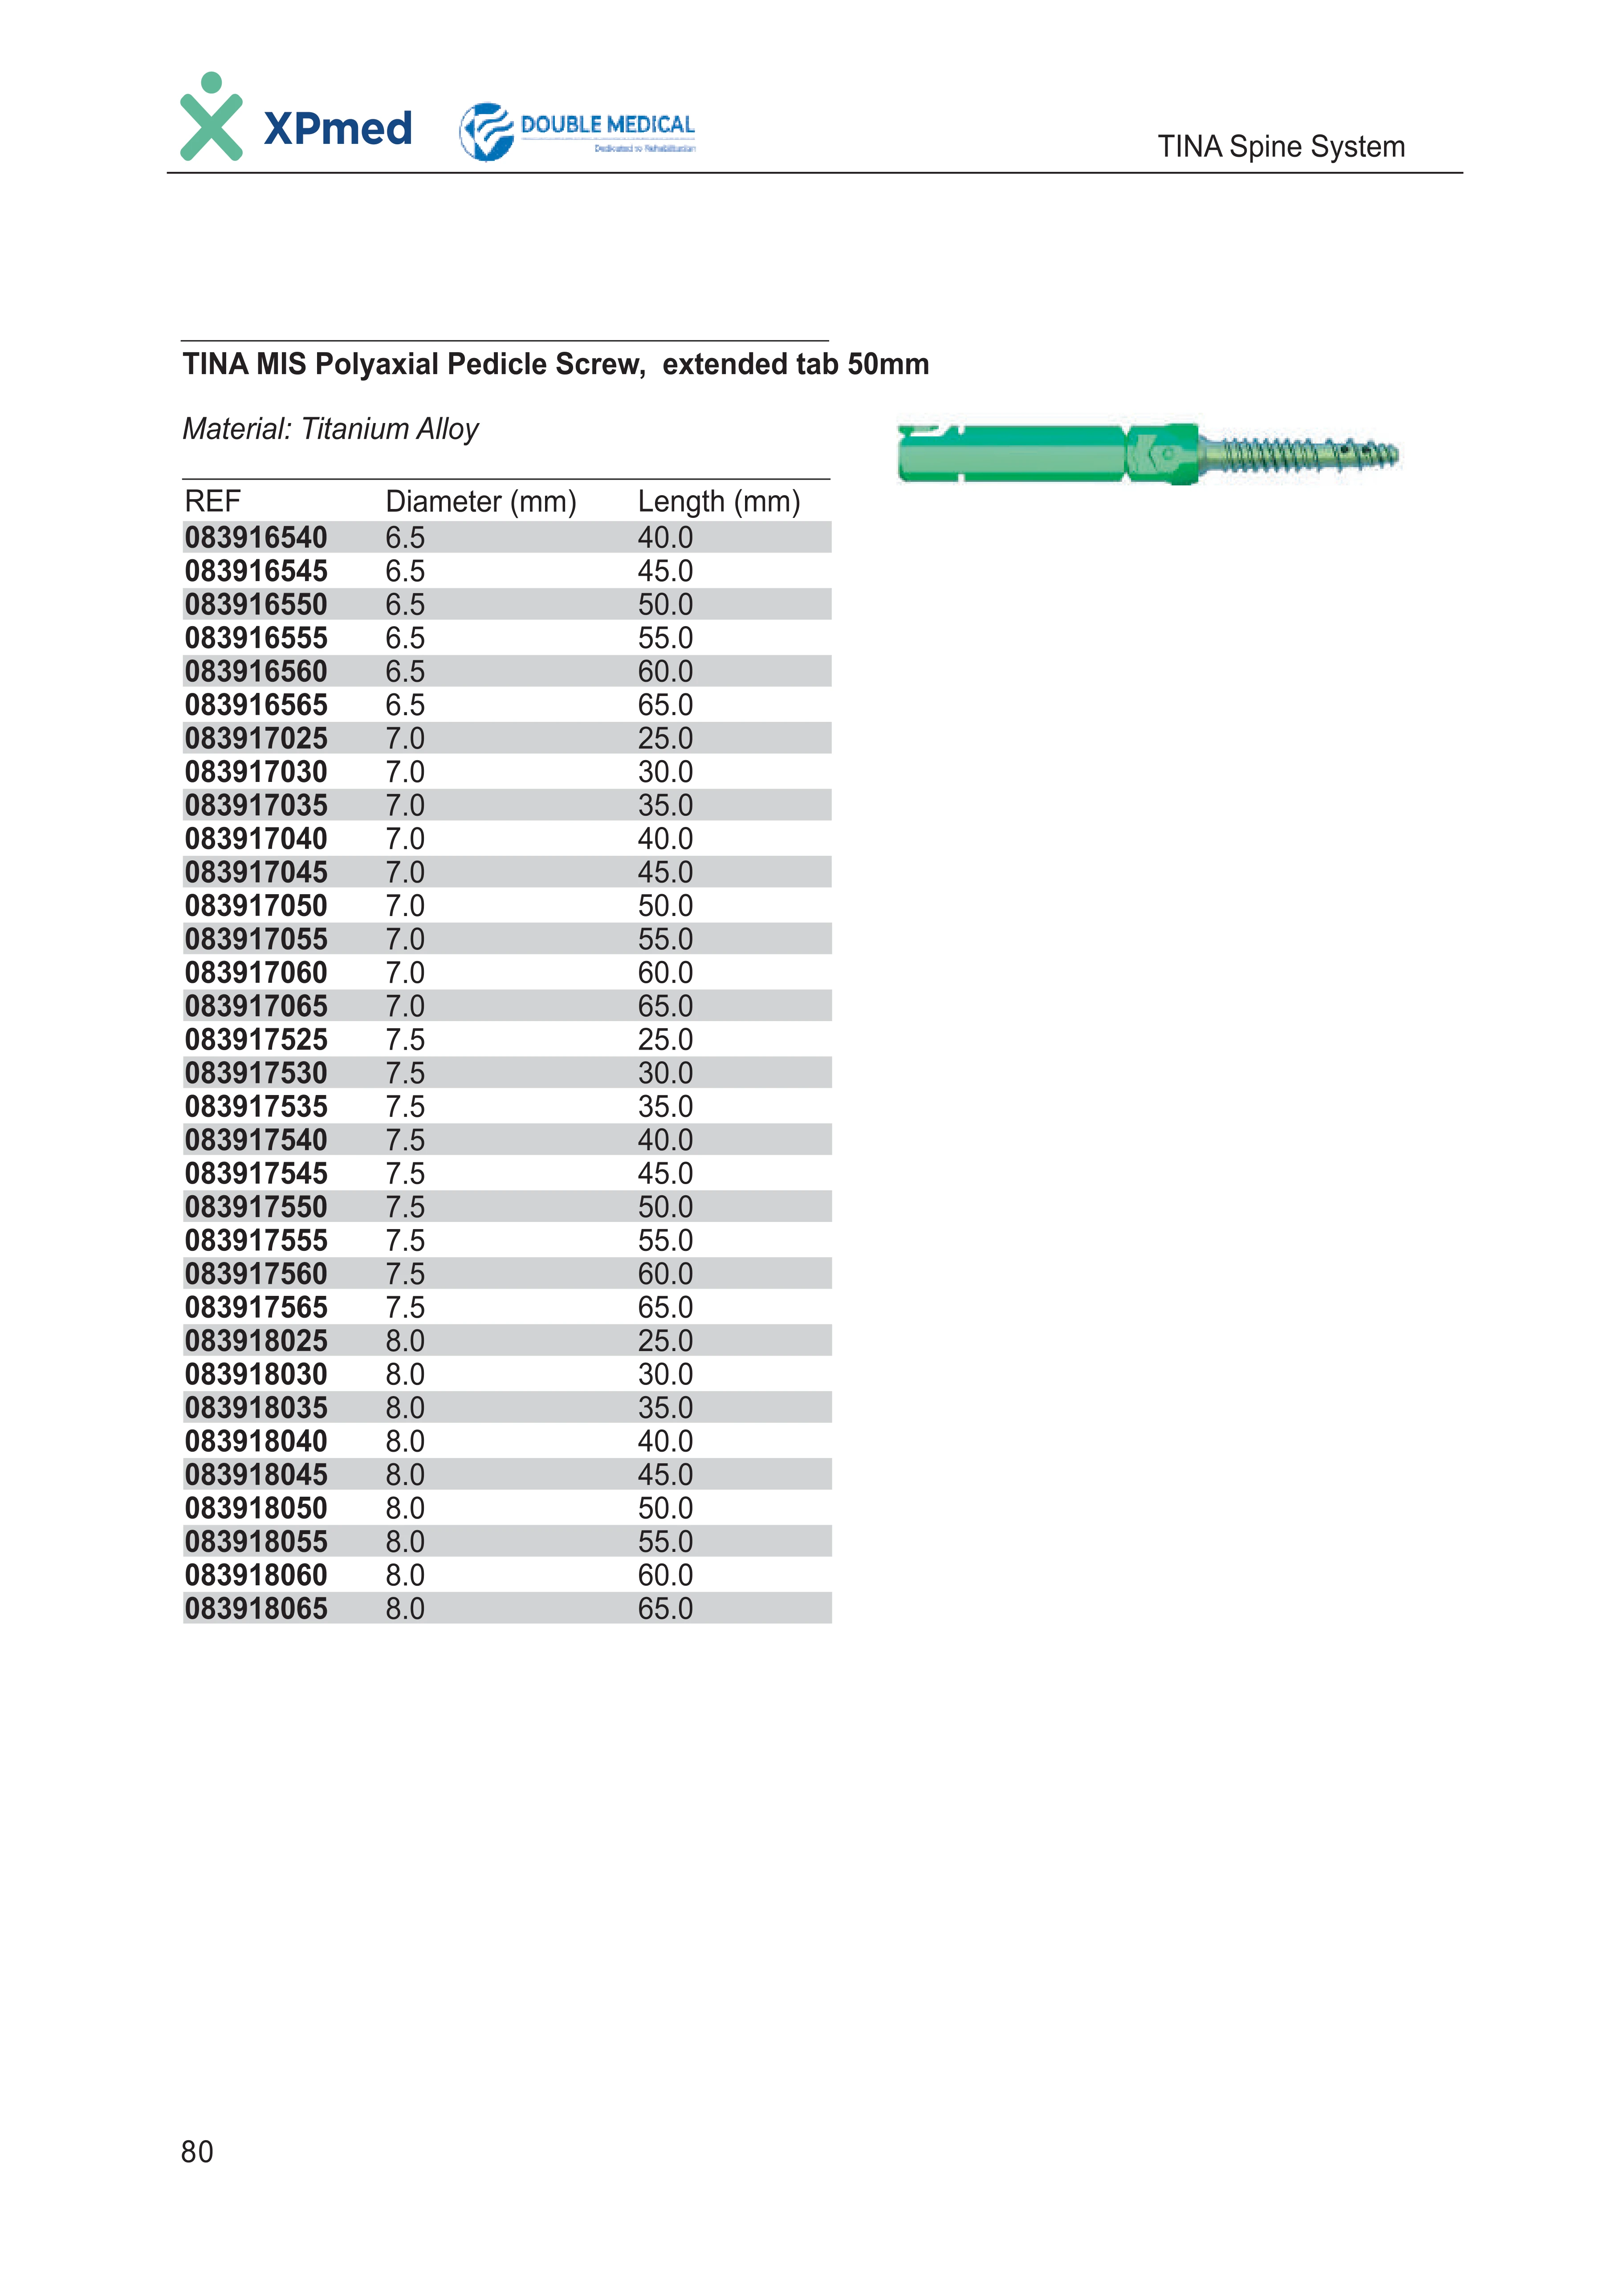 XPmed
DOUBLE MEDICAL
Dedicated to Rehabilitation
TINA Spine System
TINA MIS Polyaxial Pedicle Screw, extended tab 50mm
Material: Titanium Alloy
REF Diameter (mm) Length (mm)
083916540 6.5 40.0
083916545 6.5 45.0
083916550 6.5 50.0
083916555 6.5 55.0
083916560 6.5 60.0
083916565 6.5 65.0
083917025 7.0 25.0
083917030 7.0 30.0
083917035 7.0 35.0
083917040 7.0 40.0
083917045 7.0 45.0
083917050 7.0 50.0
083917055 7.0 55.0
083917060 7.0 60.0
083917065 7.0 65.0
083917525 7.5 25.0
083917530 7.5 30.0
083917535 7.5 35.0
083917540 7.5 40.0
083917545 7.5 45.0
083917550 7.5 50.0
083917555 7.5 55.0
083917560 7.5 60.0
083917565 7.5 65.0
083918025 8.0 25.0
083918030 8.0 30.0
083918035 8.0 35.0
083918040 8.0 40.0
083918045 8.0 45.0
083918050 8.0 50.0
083918055 8.0 55.0
083918060 8.0 60.0
083918065 8.0 65.0
80